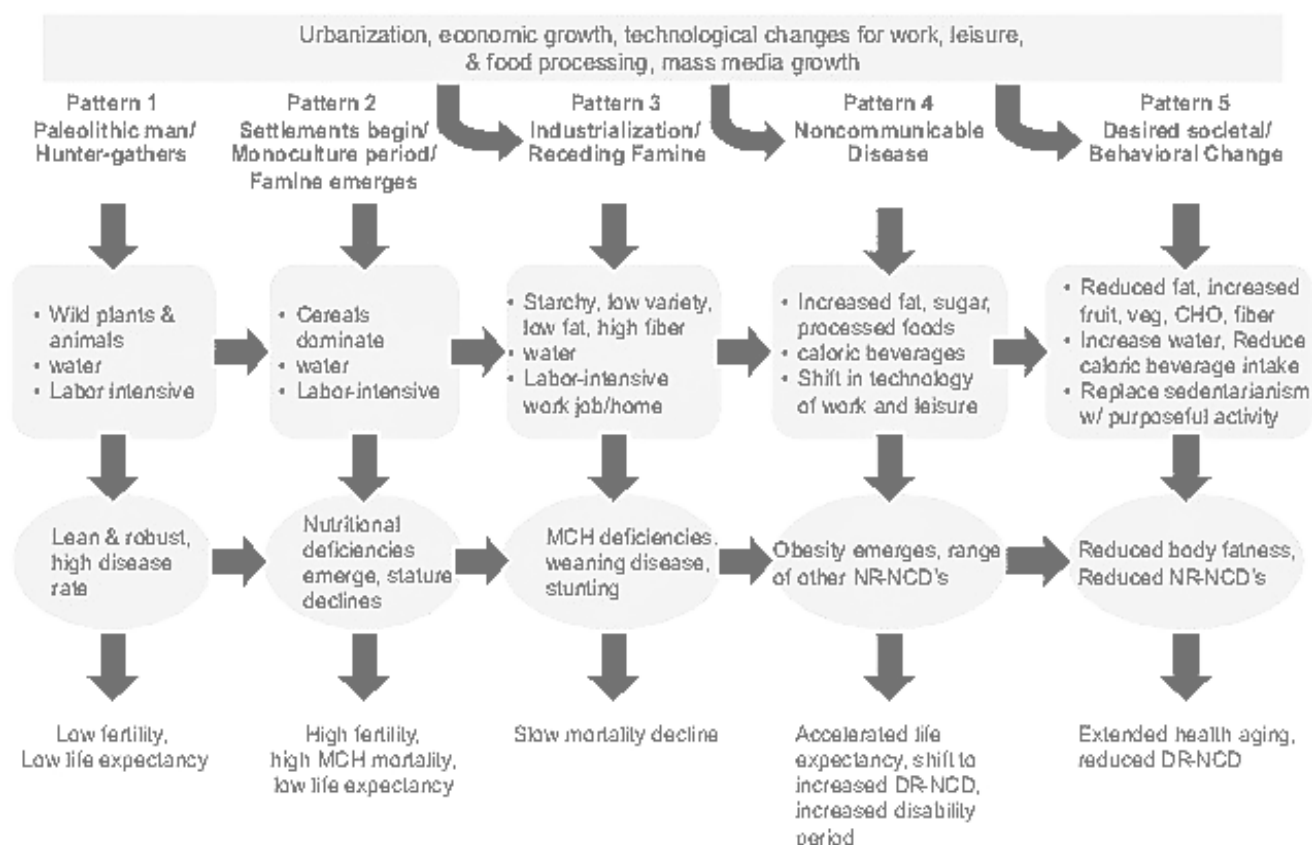 Urbanization, economic growth, technological changes for work, leisure,
& food processing, mass media growth
Pattern 1
Paleolithic man/
Hunter-gathers
Pattern 2
Settlements begin/
Monoculture period/
Famine emerges
Pattern 3
Industrialization/
Receding Famine
Pattern 4
Noncommunicable
Disease
Pattern 5
Desired societal/
Behavioral Change
• Wild plants &
animals
• water
• Labor intensive
• Cereals
dominate
• water
• Labor-intensive
• Starchy, low variety,
low fat, high fiber
• water
• Labor-intensive
work job/home
• Increased fat, sugar,
processed foods
• caloric beverages
• Shift in technology
of work and leisure
• Reduced fat, increased
fruit, veg, CHO, fiber
• Increase water, Reduce
caloric beverage intake
• Replace sedentarianism
w/ purposeful activity
Lean & robust,
high disease
rate
Nutritional
deficiencies
emerge, stature
declines
MCH deficiencies,
weaning disease,
stunting
Obesity emerges, range
of other NR-NCD's
Reduced body fatness,
Reduced NR-NCD's
Low fertility,
Low life expectancy
High fertility,
high MCH mortality,
low life expectancy
Slow mortality decline
Accelerated life
expectancy, shift to
increased DR-NCD,
increased disability
period
Extended health aging,
reduced DR-NCD